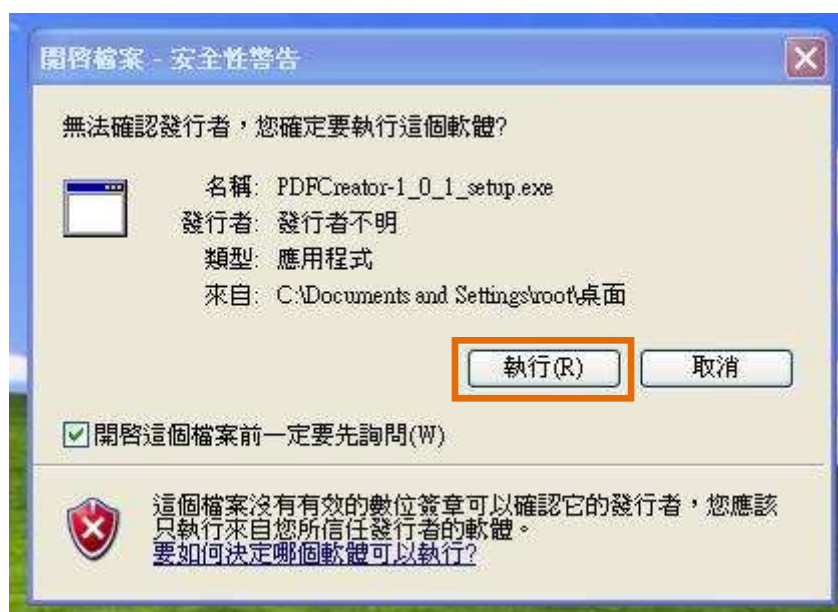 開啓檔案 - 安全性警告
無法確認發行者，您確定要執行這個軟體?
名稱: PDFCreator-1_0_1_setup.exe
發行者: 發行者不明
類型: 應用程式
來自: C:\Documents and Settings\root\桌面
執行(R) 取消
開啓這個檔案前一定要先詢問(W)
這個檔案沒有有效的數位簽章可以確認它的發行者，您應該
只執行來自您所信任發行者的軟體。
要如何決定哪個軟體可以執行?